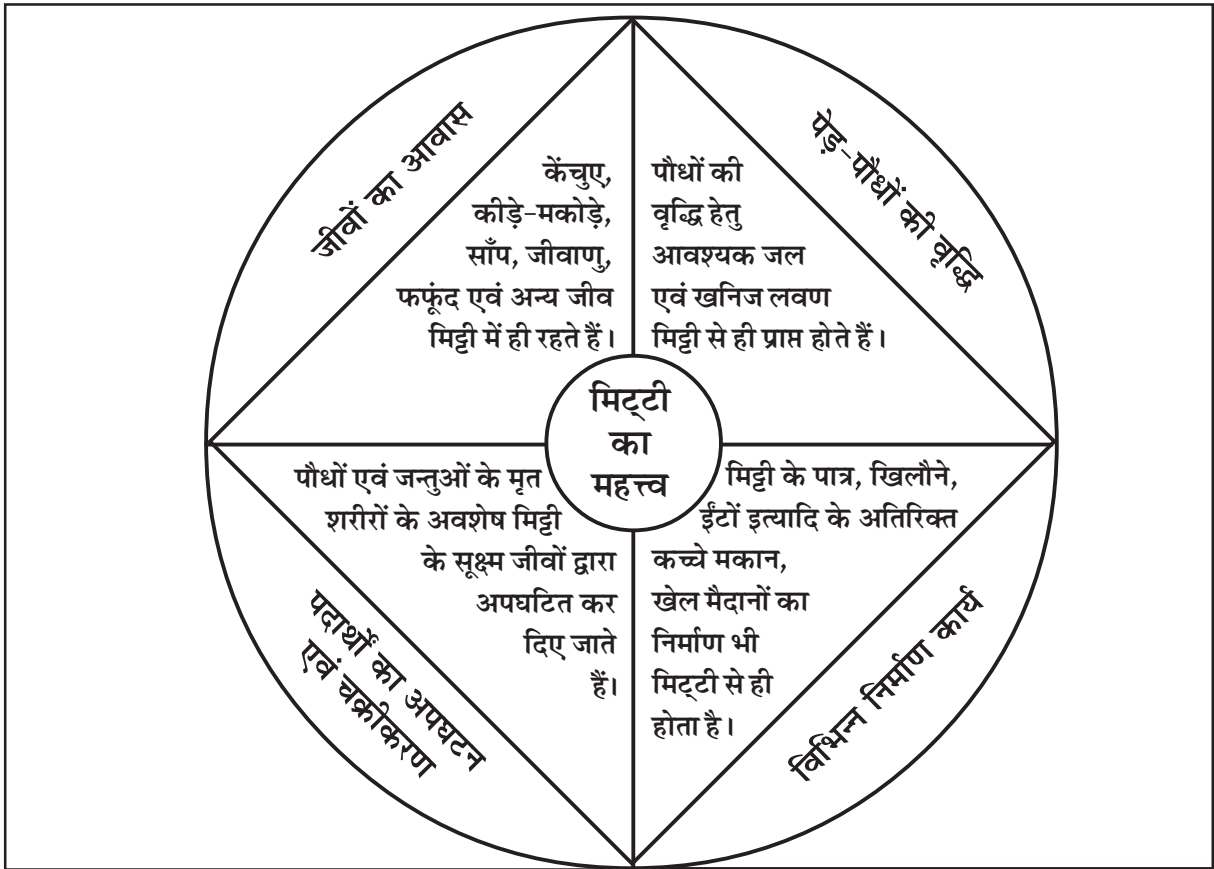 जीवों का आवास
केंचुए,
कीड़े-मकोड़े,
साँप, जीवाणु,
फफूंद एवं अन्य जीव
मिट्टी में ही रहते हैं।
पेड़-पौधों की वृद्धि
पौधों की
वृद्धि हेतु
आवश्यक जल
एवं खनिज लवण
मिट्टी से ही प्राप्त होते हैं।
मिट्टी
का
महत्त्व
पौधों एवं जन्तुओं के मृत
शरीरों के अवशेष मिट्टी
के सूक्ष्म जीवों द्वारा
अपघटित कर
दिए जाते
हैं।
पदार्थों का अपघटन
एवं चक्रीकरण
मिट्टी के पात्र, खिलौने,
ईंटों इत्यादि के अतिरिक्त
कच्चे मकान,
खेल मैदानों का
निर्माण भी
मिट्टी से ही
होता है।
विभिन्न निर्माण कार्य